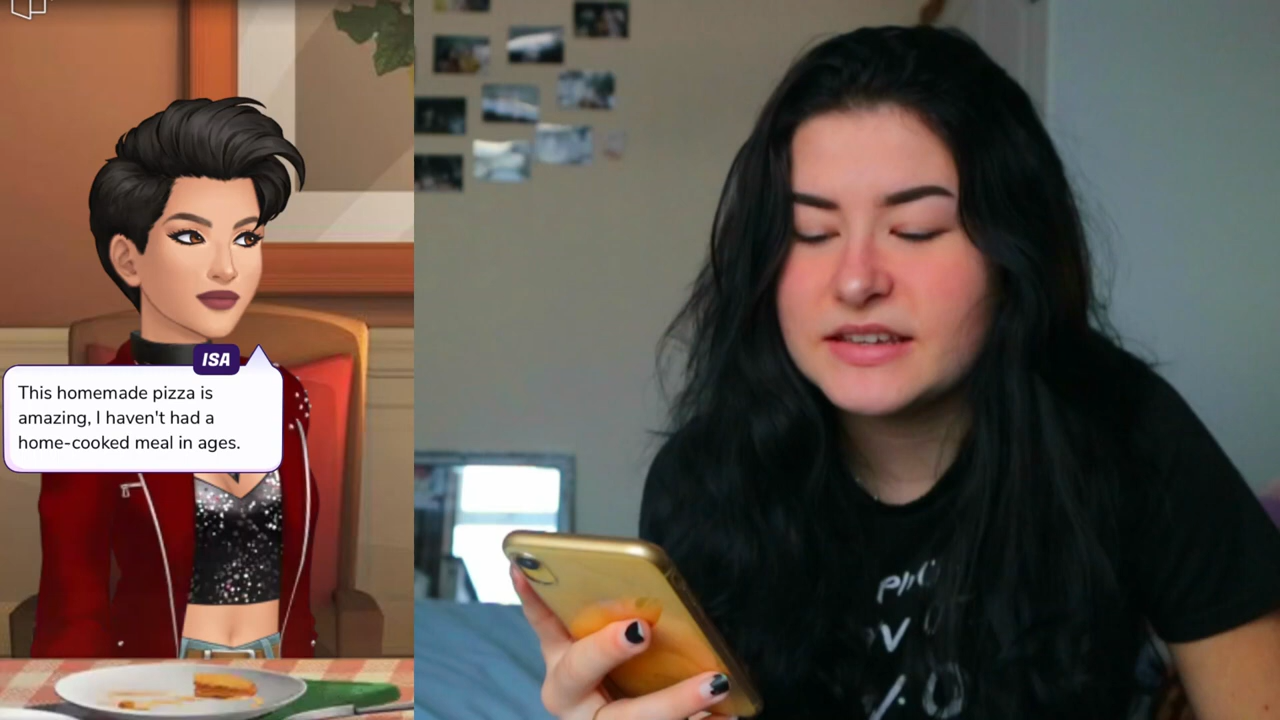 ISA
This homemade pizza is
amazing, I haven't had a
home-cooked meal in ages.